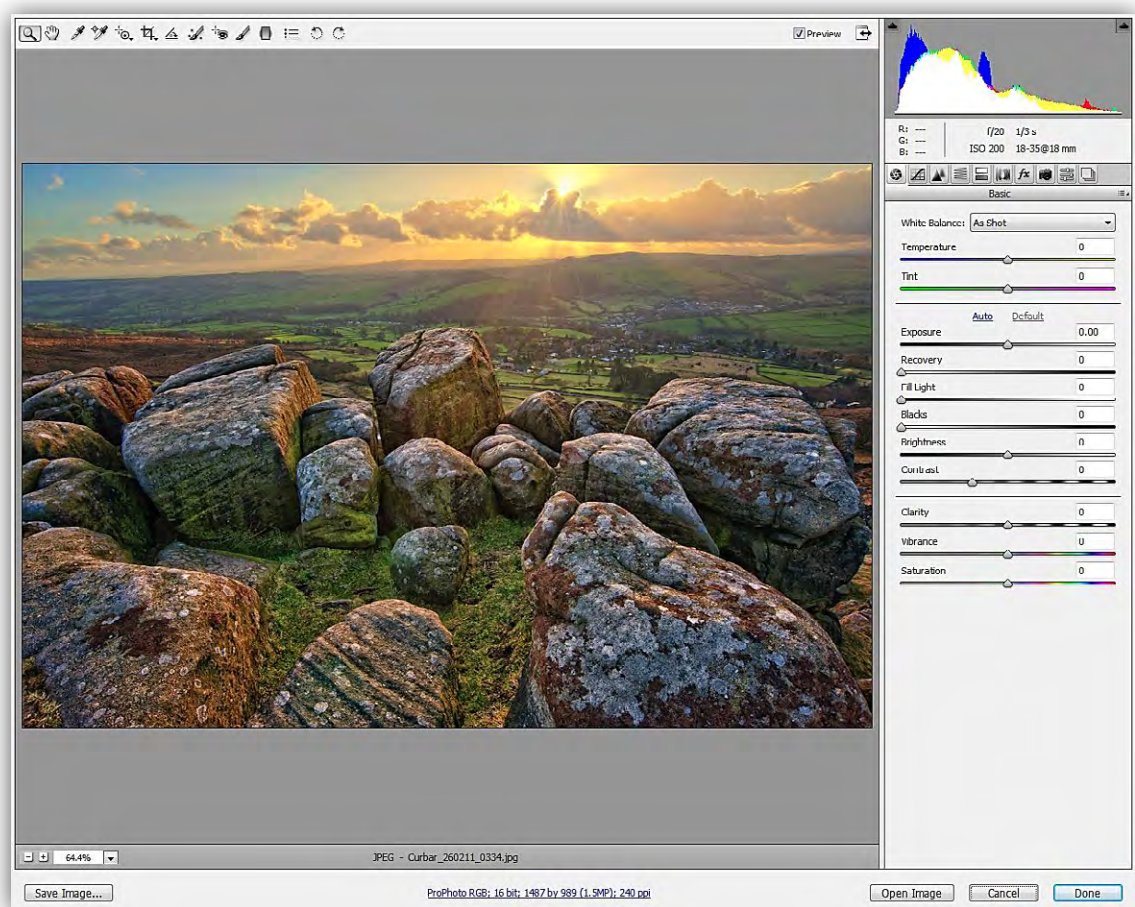 Preview
R: ---
G: ---
B: ---
f/20 1/3 s
ISO 200 18-35@18 mm
fx
Basic
White Balance: As Shot
Temperature 0
Tint 0
Auto Default
Exposure 0.00
Recovery 0
Fill Light 0
Blacks 0
Brightness 0
Contrast 0
Clarity 0
Vibrance 0
Saturation 0
64.4%
JPEG - Curbar_260211_0334.jpg
Save Image...
ProPhoto RGB; 16 bit; 1487 by 989 (1.5MP); 240 ppi
Open Image
Cancel
Done